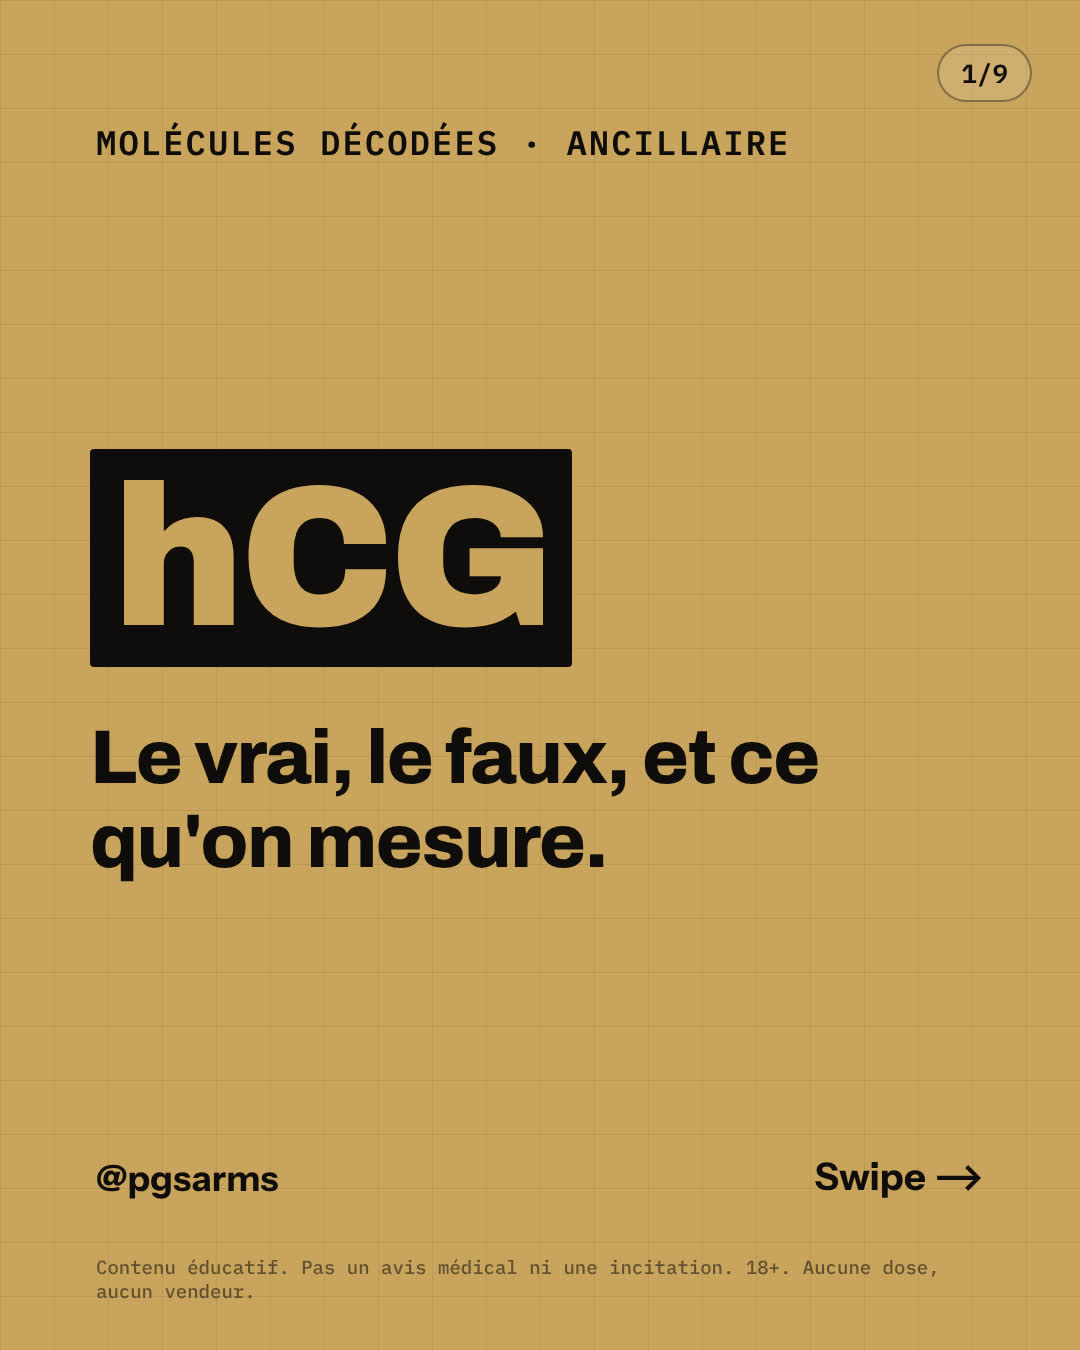 1/9
MOLÉCULES DÉCODÉES · ANCILLAIRE
hCG
Le vrai, le faux, et ce
qu'on mesure.
@pgsarms
Swipe →
Contenu éducatif. Pas un avis médical ni une incitation. 18+. Aucune dose,
aucun vendeur.